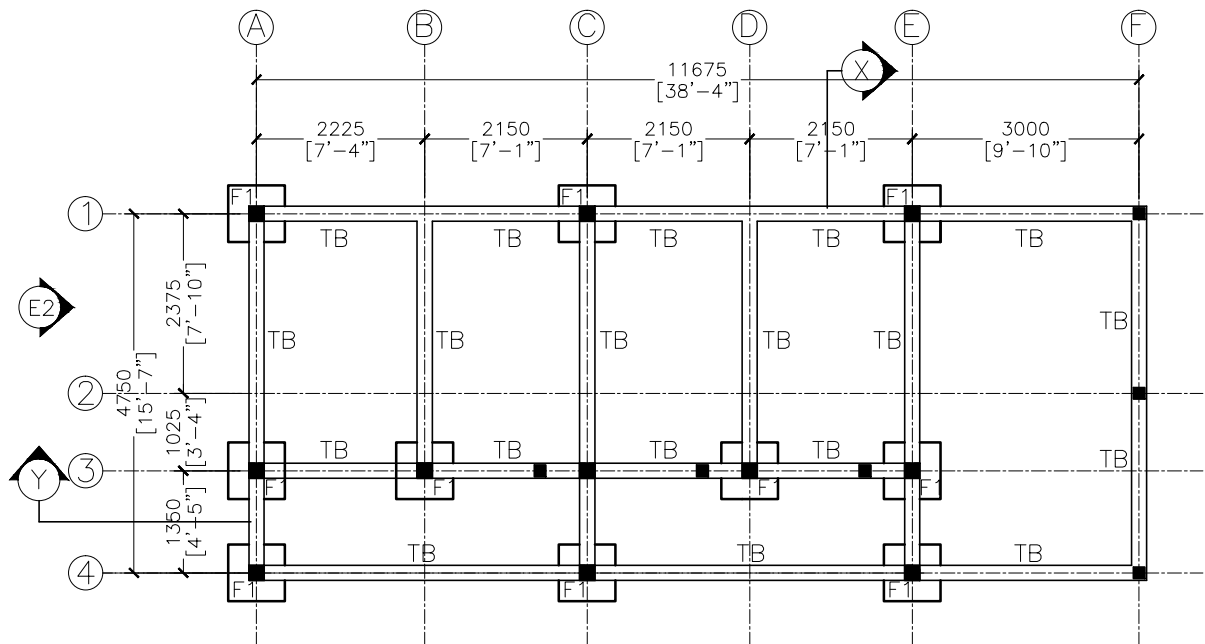 A B C D E F
11675
[38'-4"]
X
2225 2150 2150 2150 3000
[7'-4"] [7'-1"] [7'-1"] [7'-1"] [9'-10"]
F1 F1 F1
1
TB TB TB TB TB
2375
[7'-10"]
E2
TB TB TB TB TB TB
4750
[15'-7"]
2
1025
[3'-4"]
TB TB TB TB TB
3
Y
F1 F1 F1 F1
1350
[4'-5"]
TB TB TB
4
F1 F1 F1